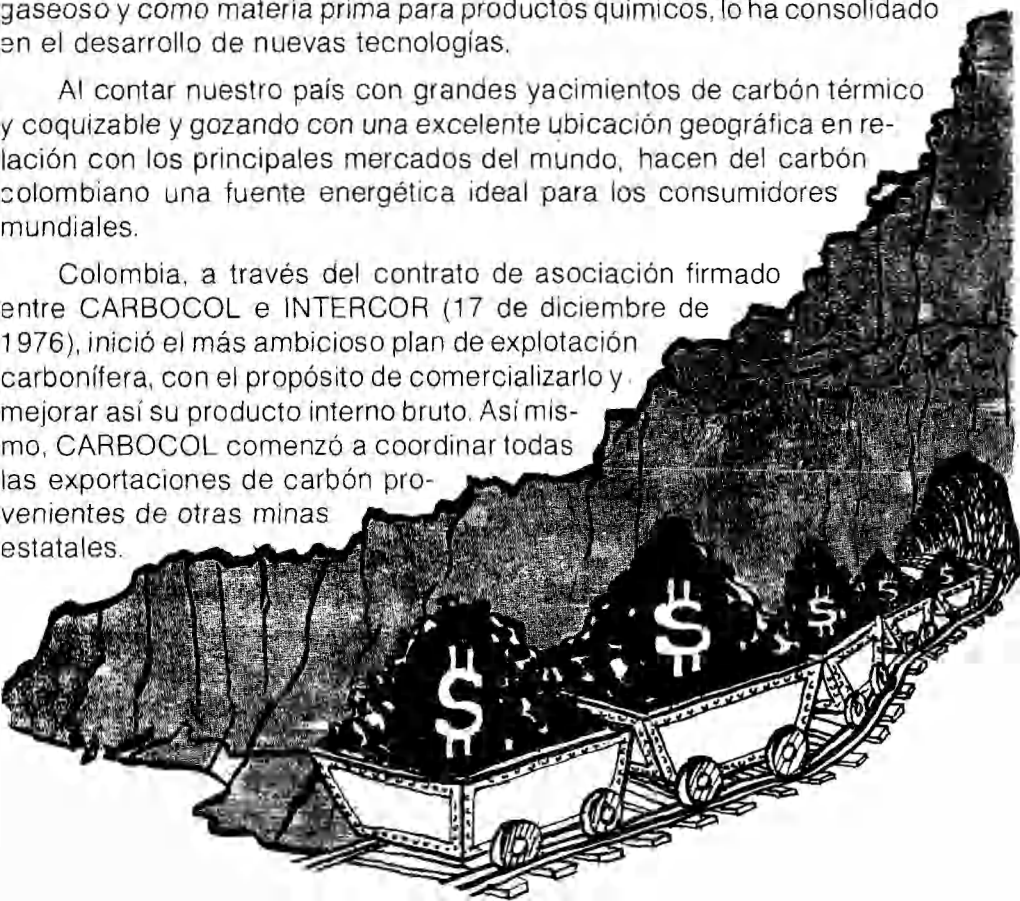 gaseoso y como materia prima para productos químicos, lo ha consolidado
en el desarrollo de nuevas tecnologías.
Al contar nuestro país con grandes yacimientos de carbón térmico
y coquizable y gozando con una excelente ubicación geográfica en re-
lación con los principales mercados del mundo, hacen del carbón
colombiano una fuente energética ideal para los consumidores
mundiales.
Colombia, a través del contrato de asociación firmado
entre CARBOCOL e INTERCOR (17 de diciembre de
1976), inició el más ambicioso plan de explotación
carbonífera, con el propósito de comercializarlo y
mejorar así su producto interno bruto. Así mis-
mo, CARBOCOL comenzó a coordinar todas
las exportaciones de carbón pro-
venientes de otras minas
estatales.
$ $ $ $ $